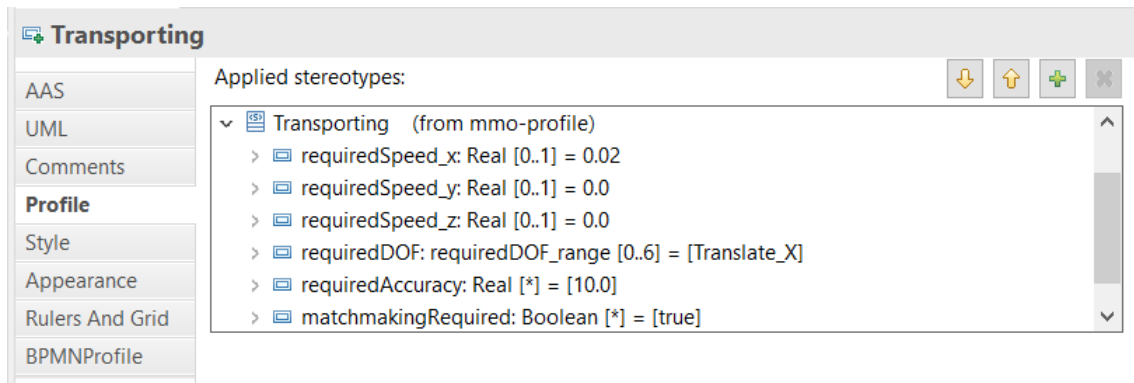 Transporting
AAS
UML
Comments
Profile
Style
Appearance
Rulers And Grid
BPMNProfile
Applied stereotypes:
Transporting (from mmo-profile)
requiredSpeed_x: Real [0..1] = 0.02
requiredSpeed_y: Real [0..1] = 0.0
requiredSpeed_z: Real [0..1] = 0.0
requiredDOF: requiredDOF_range [0..6] = [Translate_X]
requiredAccuracy: Real [*] = [10.0]
matchmakingRequired: Boolean [*] = [true]